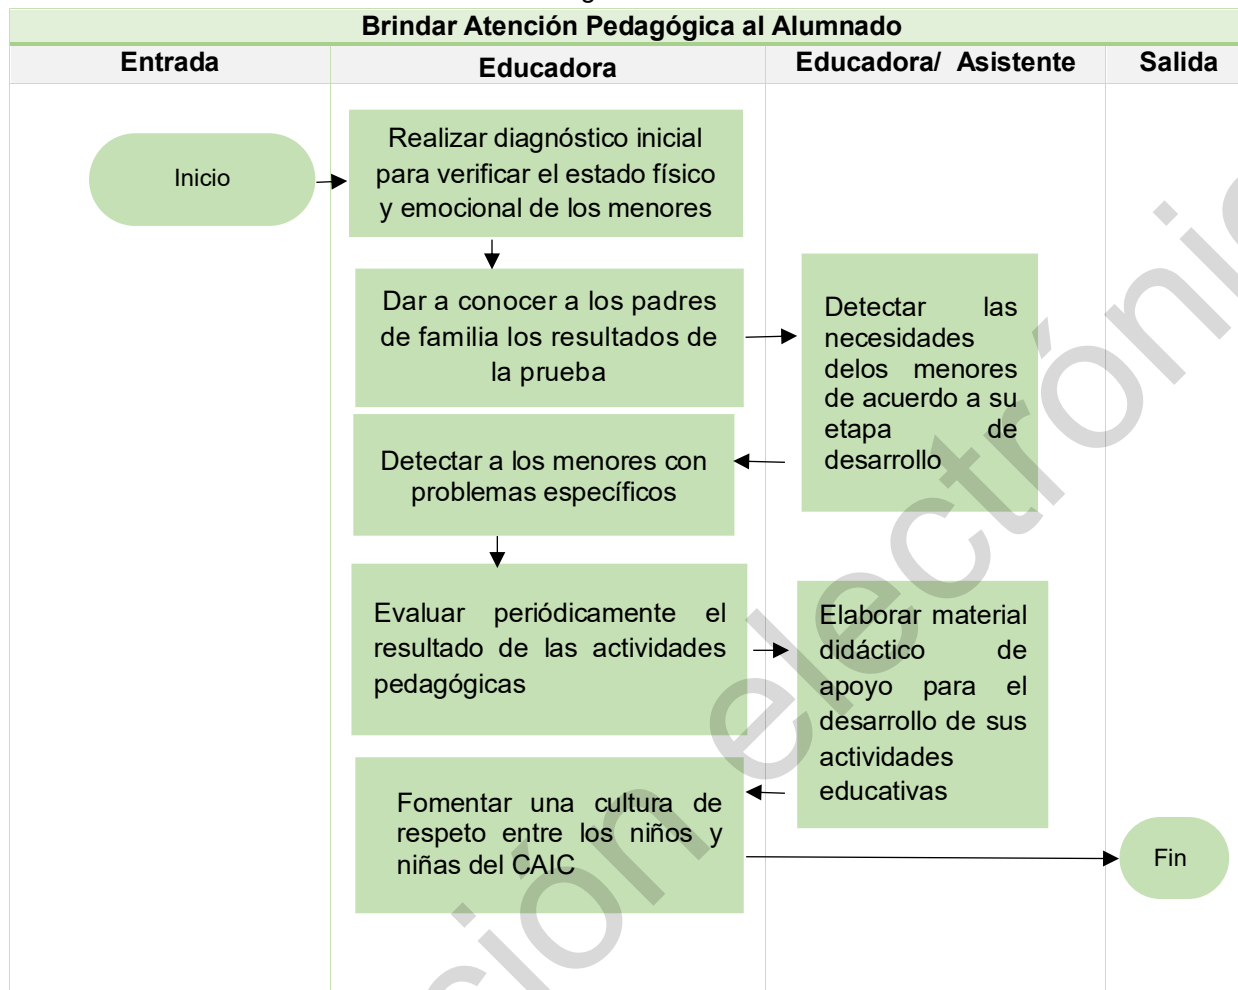 Brindar Atención Pedagógica al Alumnado
Entrada
Educadora
Educadora/ Asistente
Salida
Inicio
Realizar diagnóstico inicial
para verificar el estado físico
y emocional de los menores
Dar a conocer a los padres
de familia los resultados de
la prueba
Detectar las
necesidades
delos menores
de acuerdo a su
etapa de
desarrollo
Detectar a los menores con
problemas específicos
Evaluar periódicamente el
resultado de las actividades
pedagógicas
Elaborar material
didáctico de
apoyo para el
desarrollo de sus
actividades
educativas
Fomentar una cultura de
respeto entre los niños y
niñas del CAIC
Fin